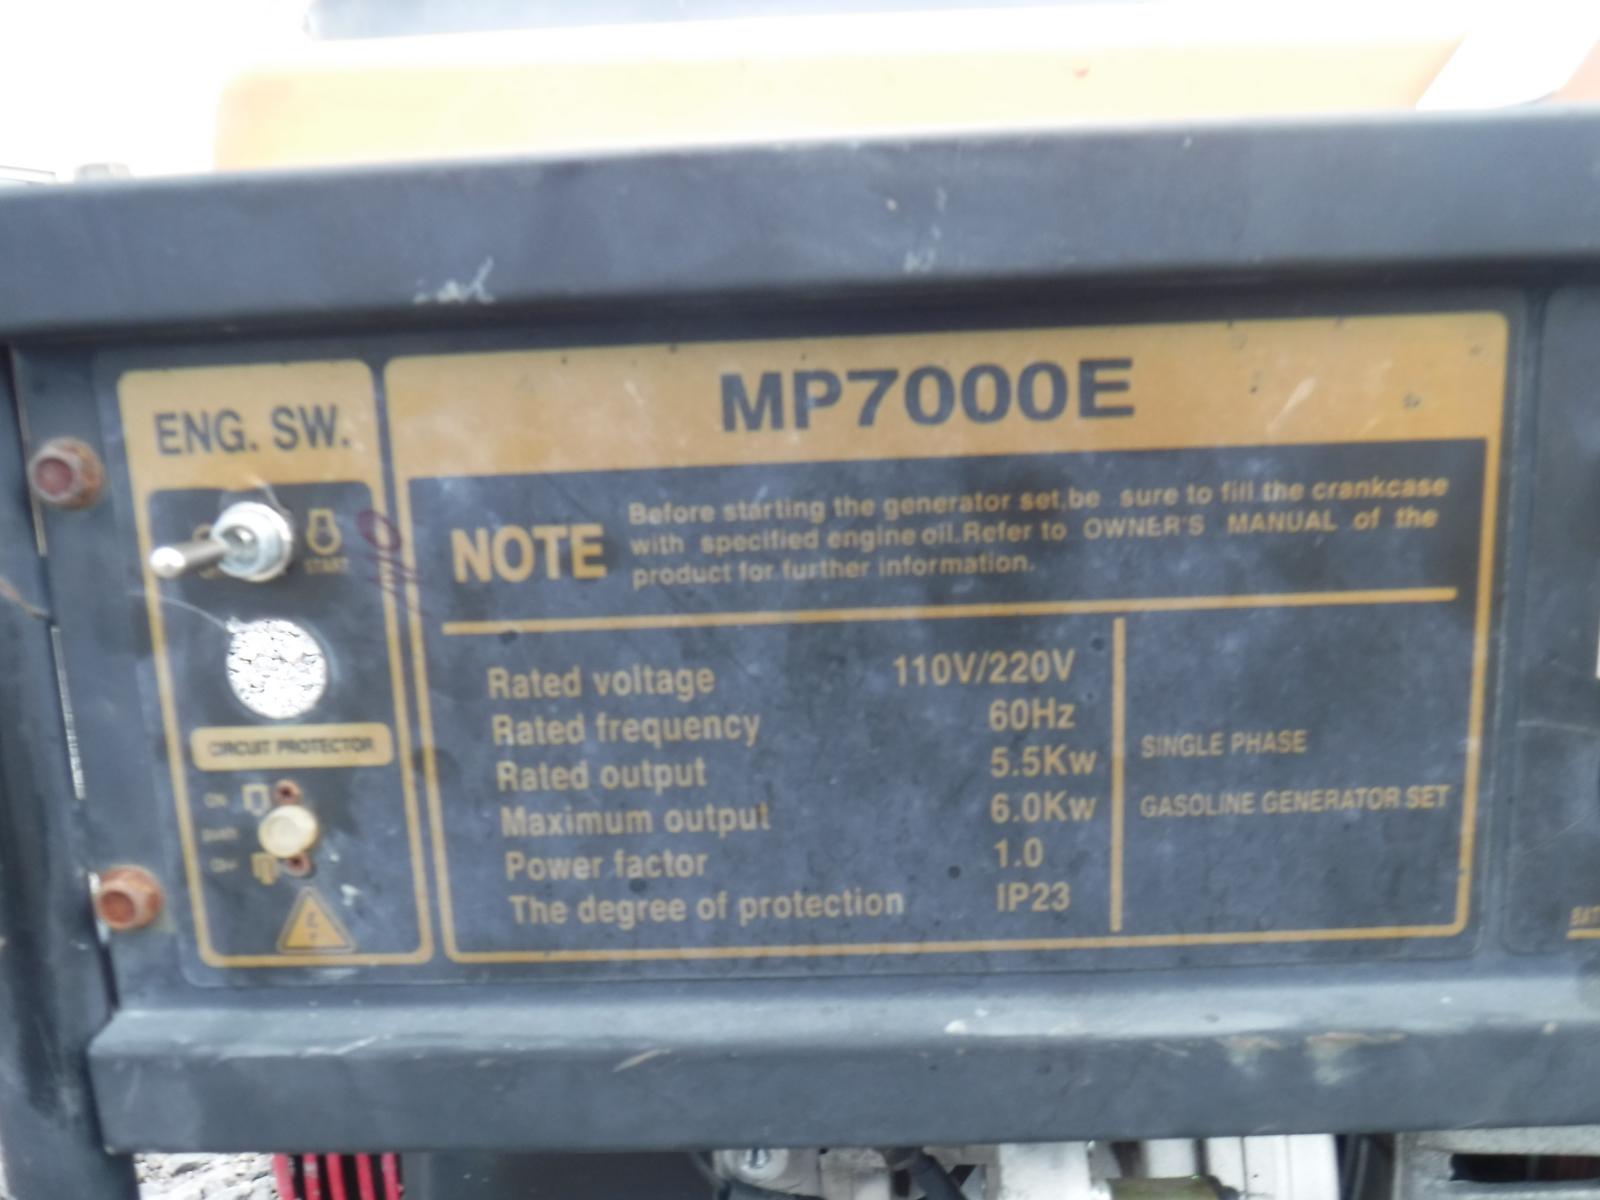 ENG. SW.
START
CIRCUIT PROTECTOR
ON
push
MP7000E
NOTE
Before starting the generator set,be sure to fill the crankcase
with specified engine oil.Refer to OWNER'S MANUAL of the
product for further information.
Rated voltage 110V/220V
Rated frequency 60Hz
Rated output 5.5Kw
Maximum output 6.0Kw
Power factor 1.0
The degree of protection IP23
SINGLE PHASE
GASOLINE GENERATOR SET